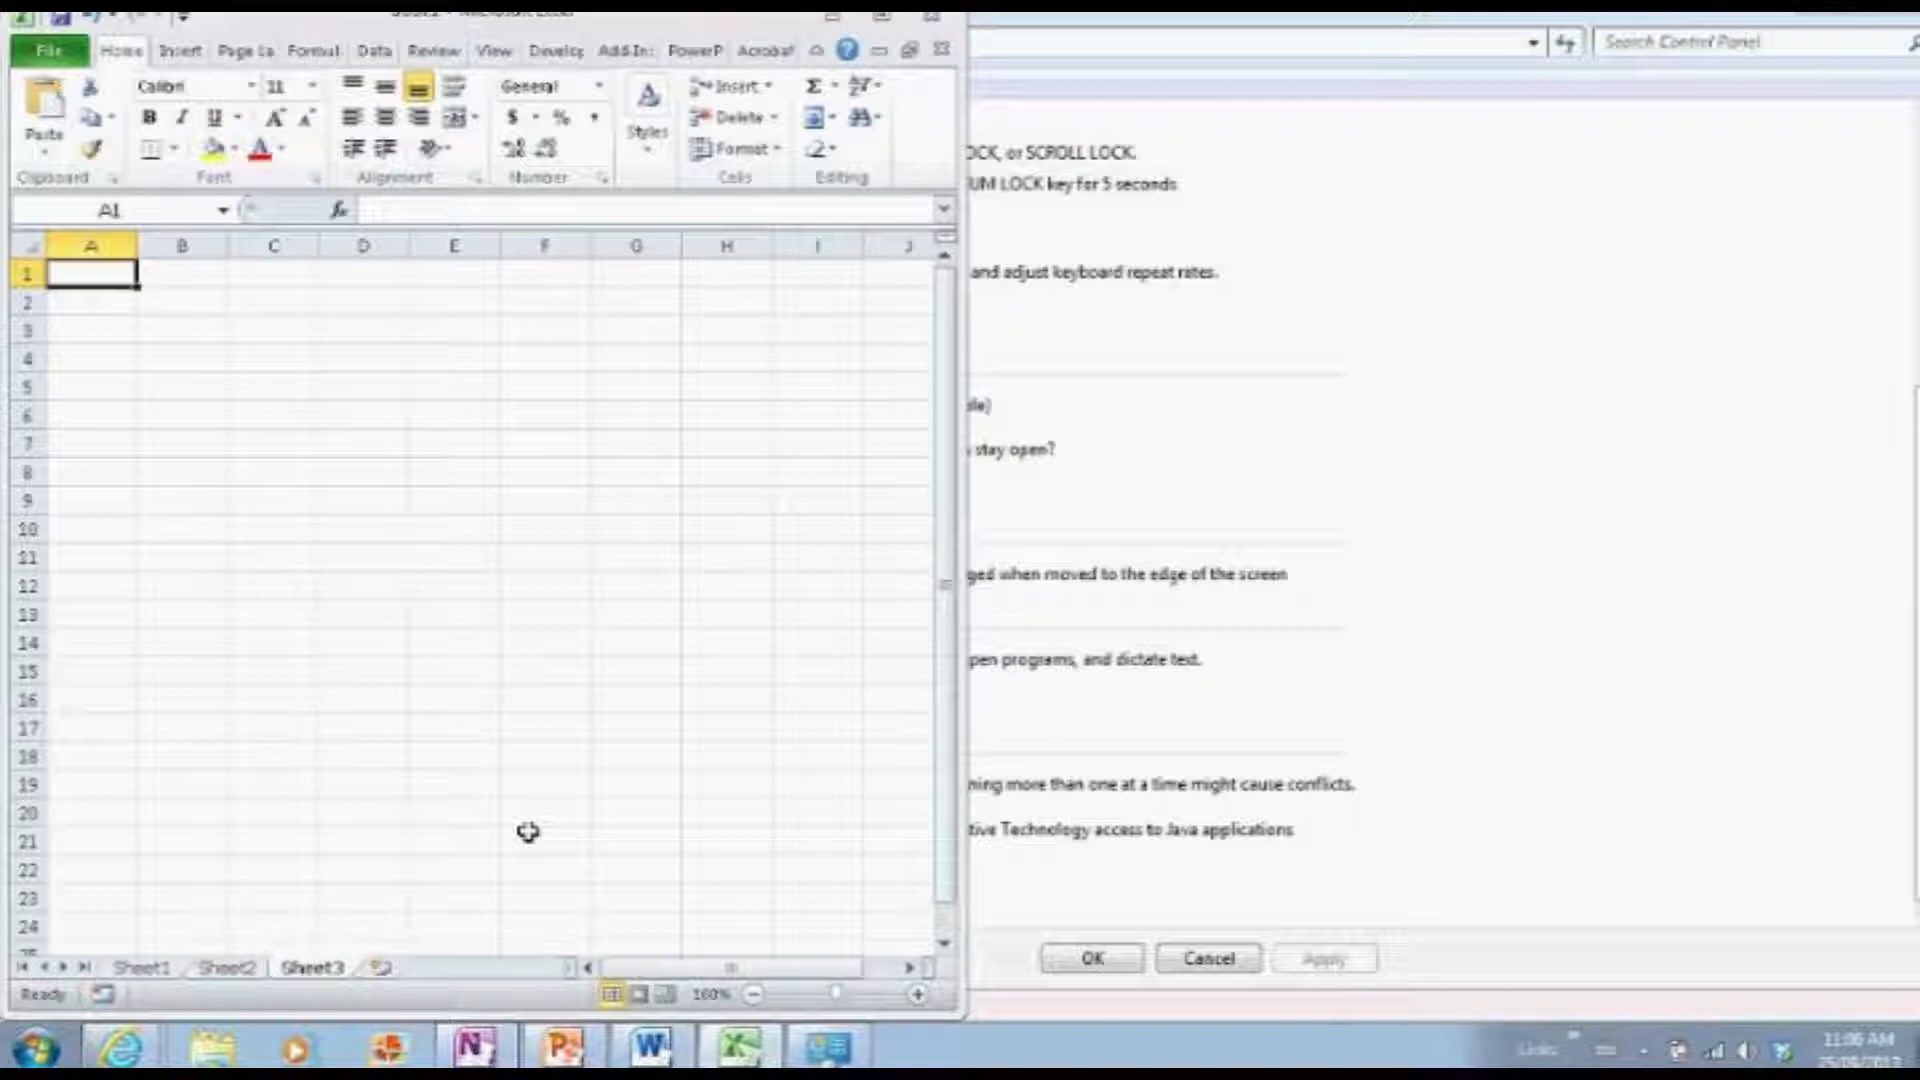 File Home Insert Page La Formul Data Review View Develop Add-Ins PowerP Acrobat
Search Control Panel
Calibri 11 General Insert
Paste B I U $ % Styles Delete
Format
Clipboard Font Alignment Number Cells Editing
A1 fx
A B C D E F G H I J
1
2
3
4
5
6
7
8
9
10
11
12
13
14
15
16
17
18
19
20
21
22
23
24
OCK, or SCROLL LOCK.
UM LOCK key for 5 seconds
and adjust keyboard repeat rates.
ble)
stay open?
ged when moved to the edge of the screen
pen programs, and dictate text.
ning more than one at a time might cause conflicts.
tive Technology access to Java applications
OK Cancel Apply
Sheet1 Sheet2 Sheet3
Ready 100%
Links 11:06 AM